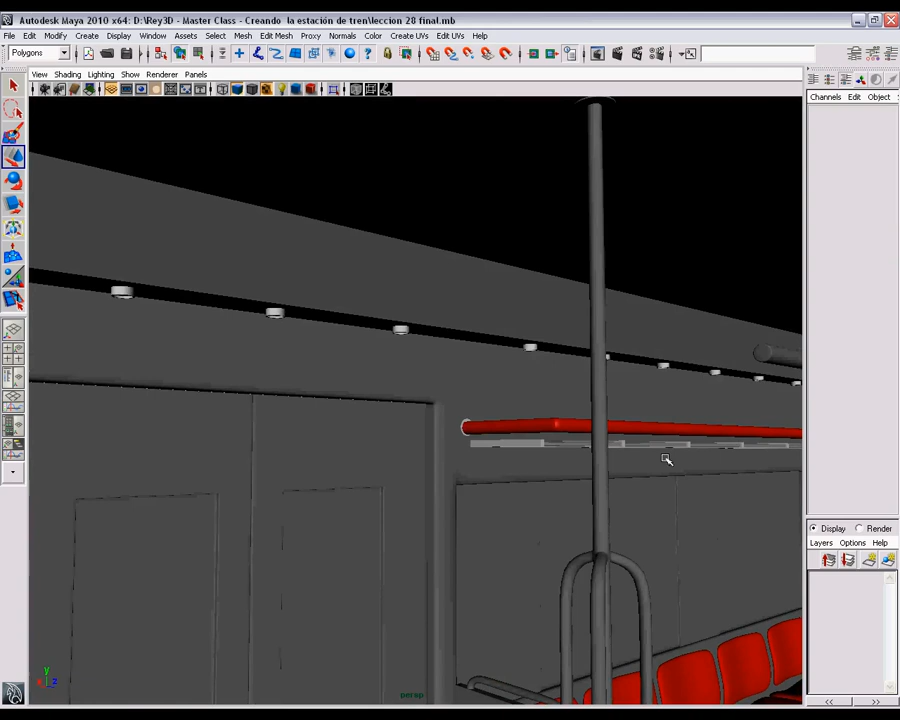 Autodesk Maya 2010 x64: D:\Rey3D - Master Class - Creando la estación de tren\leccion 28 final.mb
File Edit Modify Create Display Window Assets Select Mesh Edit Mesh Proxy Normals Color Create UVs Edit UVs Help
Polygons
View Shading Lighting Show Renderer Panels
Channels Edit Object
Display Render
Layers Options Help
y
z
persp
<< >>